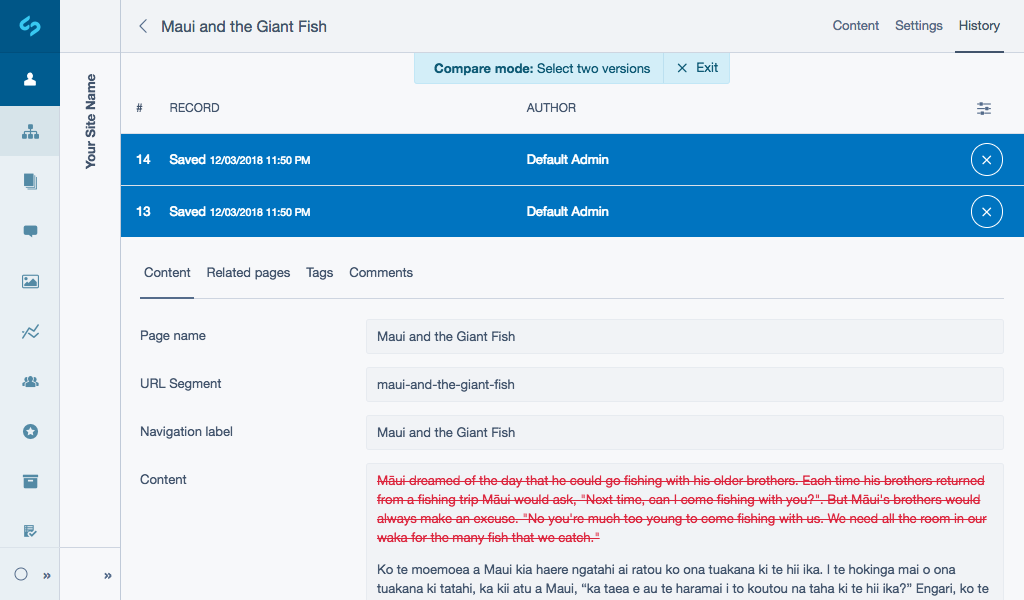 Maui and the Giant Fish
Content Settings History
Compare mode: Select two versions Exit
Your Site Name
# RECORD AUTHOR
14 Saved 12/03/2018 11:50 PM Default Admin
13 Saved 12/03/2018 11:50 PM Default Admin
Content Related pages Tags Comments
Page name Maui and the Giant Fish
URL Segment maui-and-the-giant-fish
Navigation label Maui and the Giant Fish
Content
Māui dreamed of the day that he could go fishing with his older brothers. Each time his brothers returned
from a fishing trip Māui would ask, "Next time, can I come fishing with you?". But Māui's brothers would
always make an excuse. "No you're much too young to come fishing with us. We need all the room in our
waka for the many fish that we catch."
Ko te moemoea a Maui kia haere ngatahi ai ratou ko ona tuakana ki te hii ika. I te hokinga mai o ona
tuakana ki tatahi, ka kii atu a Maui, “ka taea e au te haramai i to koutou na taha ki te hii ika?” Engari, ko te